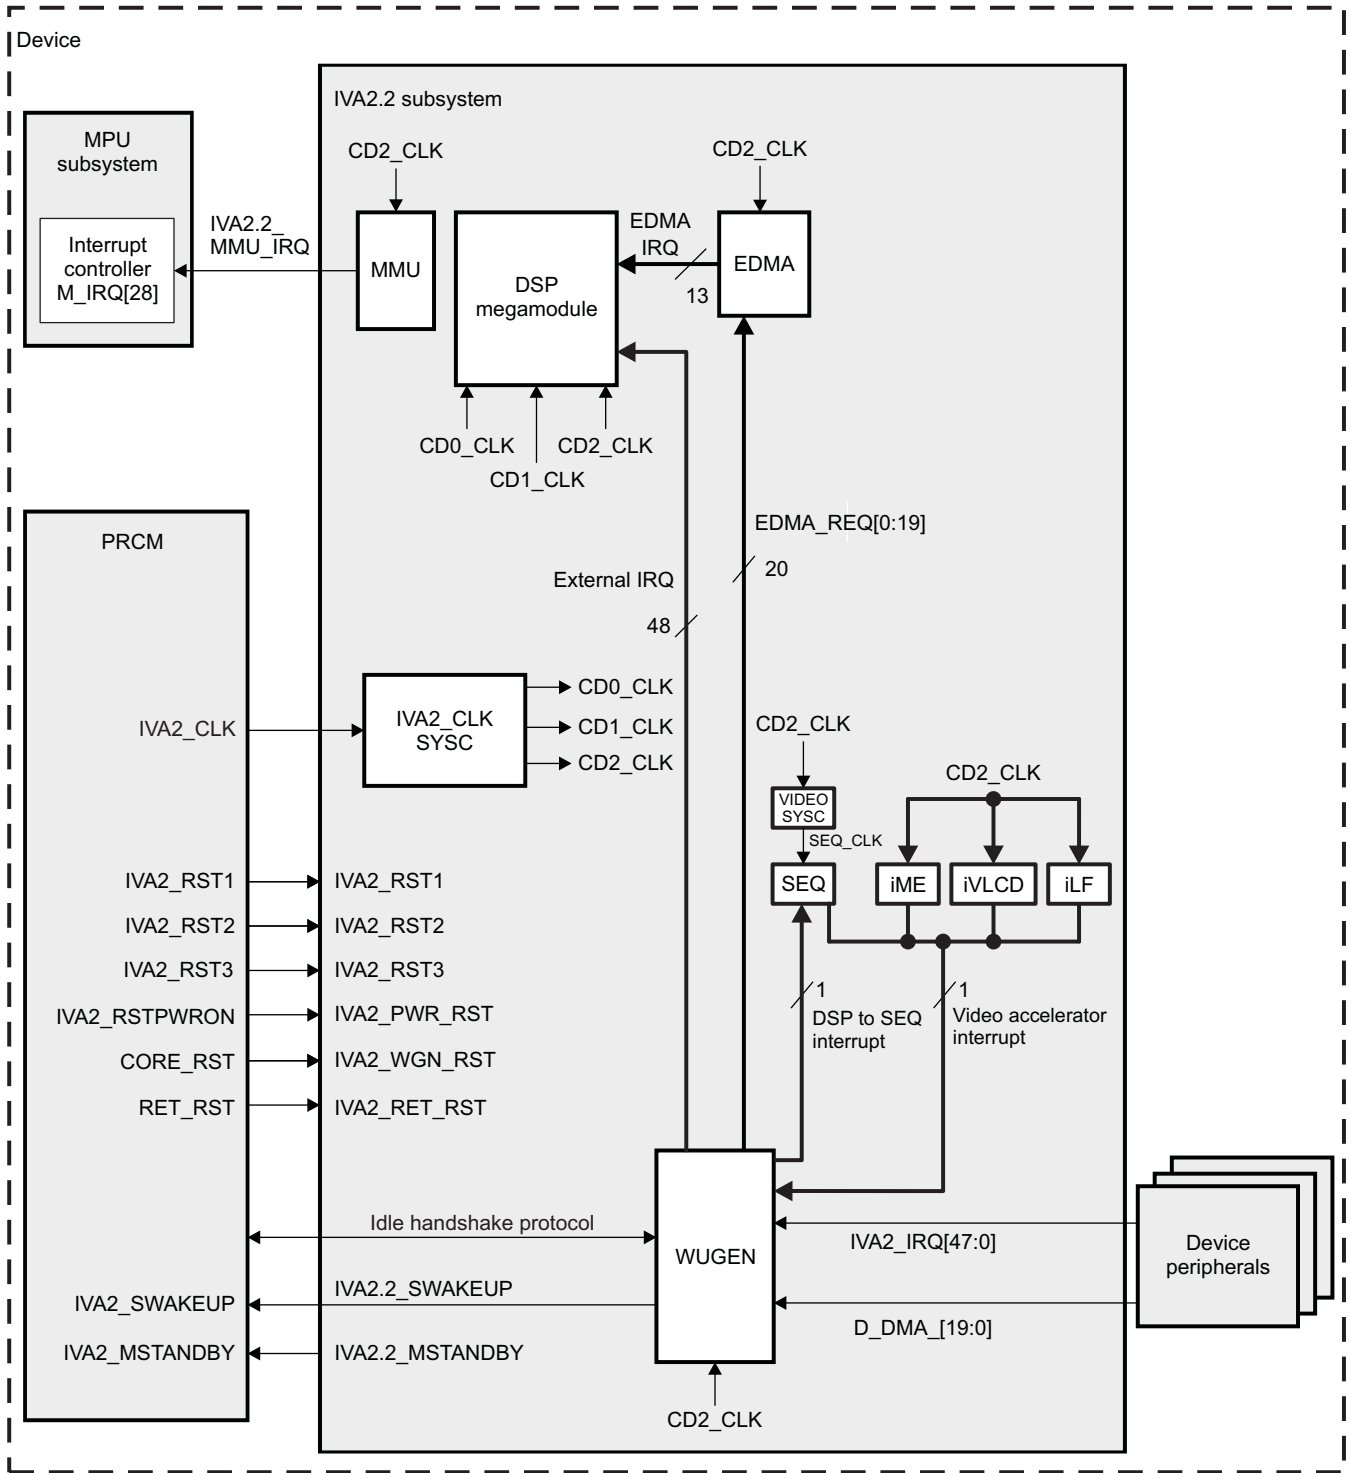 Device
IVA2.2 subsystem
MPU
subsystem
Interrupt
controller
M_IRQ[28]
IVA2.2_
MMU_IRQ
CD2_CLK
MMU
DSP
megamodule
EDMA
IRQ
13
CD2_CLK
EDMA
CD0_CLK
CD1_CLK
CD2_CLK
EDMA_REQ[0:19]
20
External IRQ
48
PRCM
IVA2_CLK
IVA2_CLK
SYSC
CD0_CLK
CD1_CLK
CD2_CLK
CD2_CLK
VIDEO
SYSC
SEQ_CLK
SEQ
CD2_CLK
iME
iVLCD
iLF
IVA2_RST1
IVA2_RST1
IVA2_RST2
IVA2_RST2
IVA2_RST3
IVA2_RST3
IVA2_RSTPWRON
IVA2_PWR_RST
CORE_RST
IVA2_WGN_RST
RET_RST
IVA2_RET_RST
1
DSP to SEQ
interrupt
1
Video accelerator
interrupt
Idle handshake protocol
WUGEN
IVA2_IRQ[47:0]
D_DMA_[19:0]
Device
peripherals
IVA2_SWAKEUP
IVA2.2_SWAKEUP
IVA2_MSTANDBY
IVA2.2_MSTANDBY
CD2_CLK